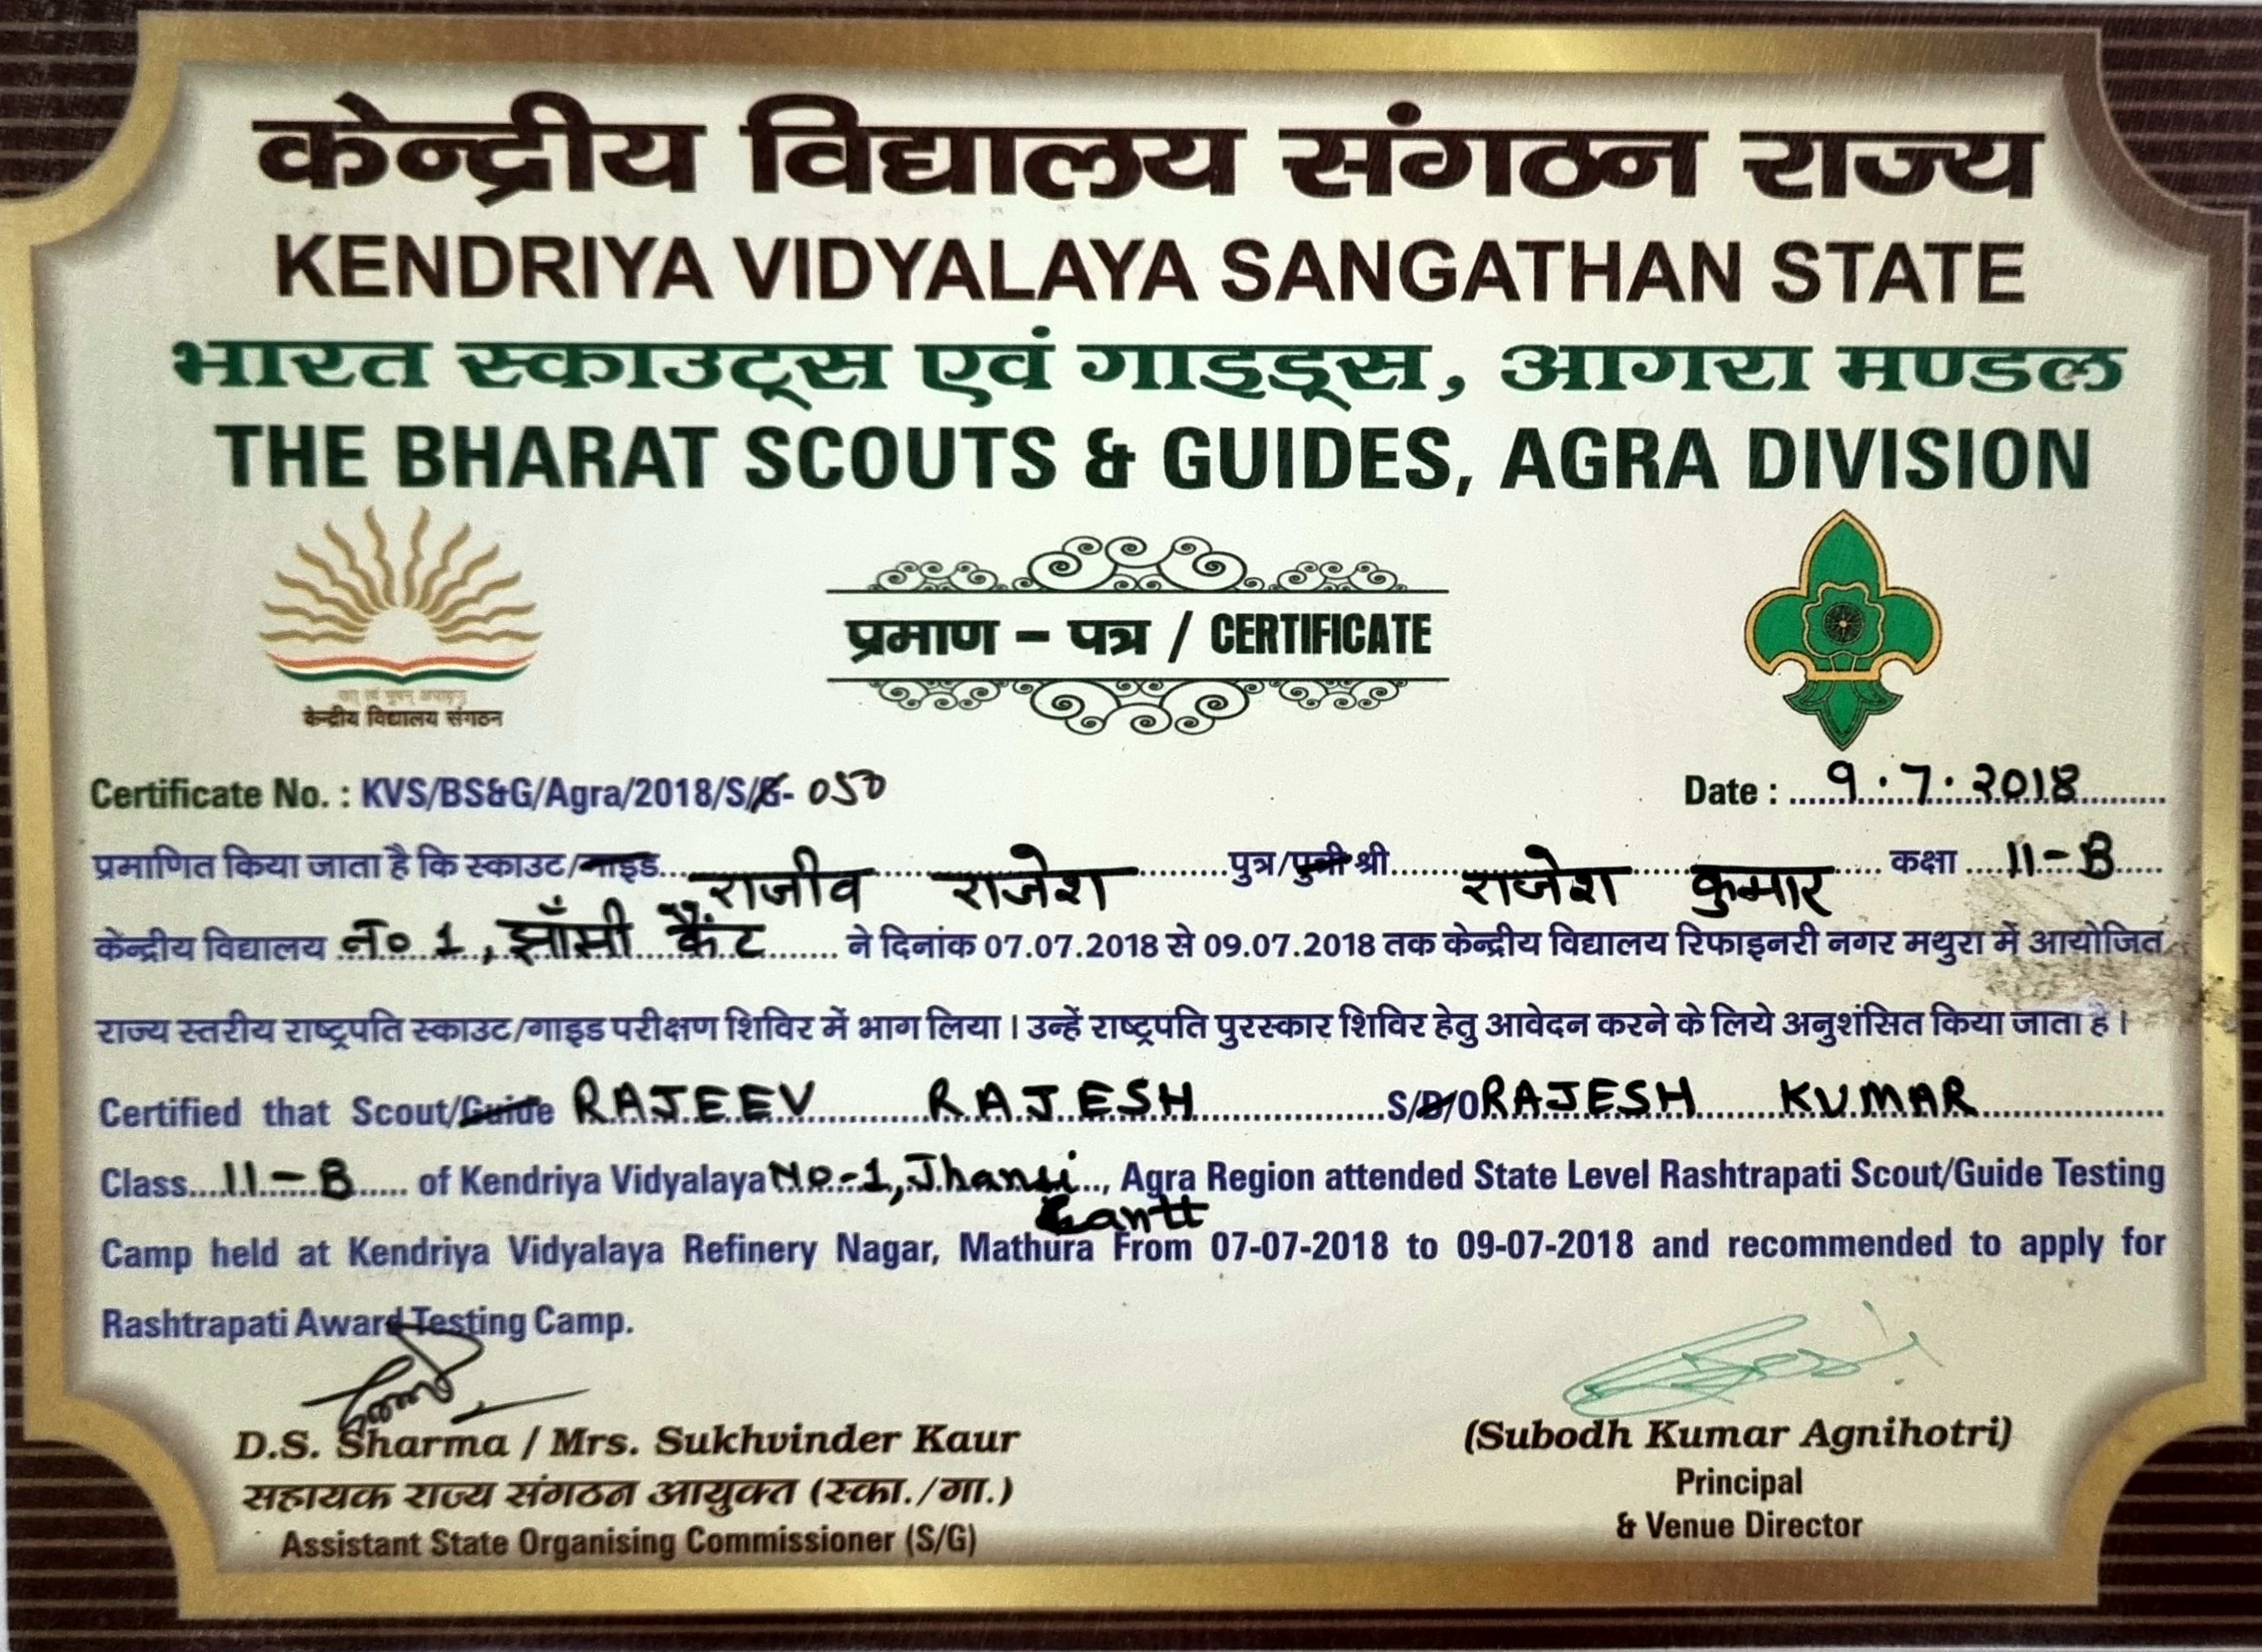 केन्द्रीय विद्यालय संगठन राज्य
KENDRIYA VIDYALAYA SANGATHAN STATE
भारत स्काउट्स एवं गाइड्स, आगरा मण्डल
THE BHARAT SCOUTS & GUIDES, AGRA DIVISION
केन्द्रीय विद्यालय संगठन
प्रमाण - पत्र / CERTIFICATE
Certificate No. : KVS/BS&G/Agra/2018/S/G- 050
Date : 9.7.2018
प्रमाणित किया जाता है कि स्काउट/गाइड राजीव राजेश पुत्र/पुत्री श्री राजेश कुमार कक्षा 11-B
केन्द्रीय विद्यालय नं० 1, झाँसी कैंट ने दिनांक 07.07.2018 से 09.07.2018 तक केन्द्रीय विद्यालय रिफाइनरी नगर मथुरा में आयोजित
राज्य स्तरीय राष्ट्रपति स्काउट/गाइड परीक्षण शिविर में भाग लिया। उन्हें राष्ट्रपति पुरस्कार शिविर हेतु आवेदन करने के लिये अनुशंसित किया जाता है।
Certified that Scout/Guide RAJEEV RAJESH S/D/O RAJESH KUMAR
Class 11-B of Kendriya Vidyalaya No-1, Jhansi Cantt, Agra Region attended State Level Rashtrapati Scout/Guide Testing
Camp held at Kendriya Vidyalaya Refinery Nagar, Mathura From 07-07-2018 to 09-07-2018 and recommended to apply for
Rashtrapati Award Testing Camp.
D.S. Sharma / Mrs. Sukhvinder Kaur
सहायक राज्य संगठन आयुक्त (स्का./गा.)
Assistant State Organising Commissioner (S/G)
(Subodh Kumar Agnihotri)
Principal
& Venue Director